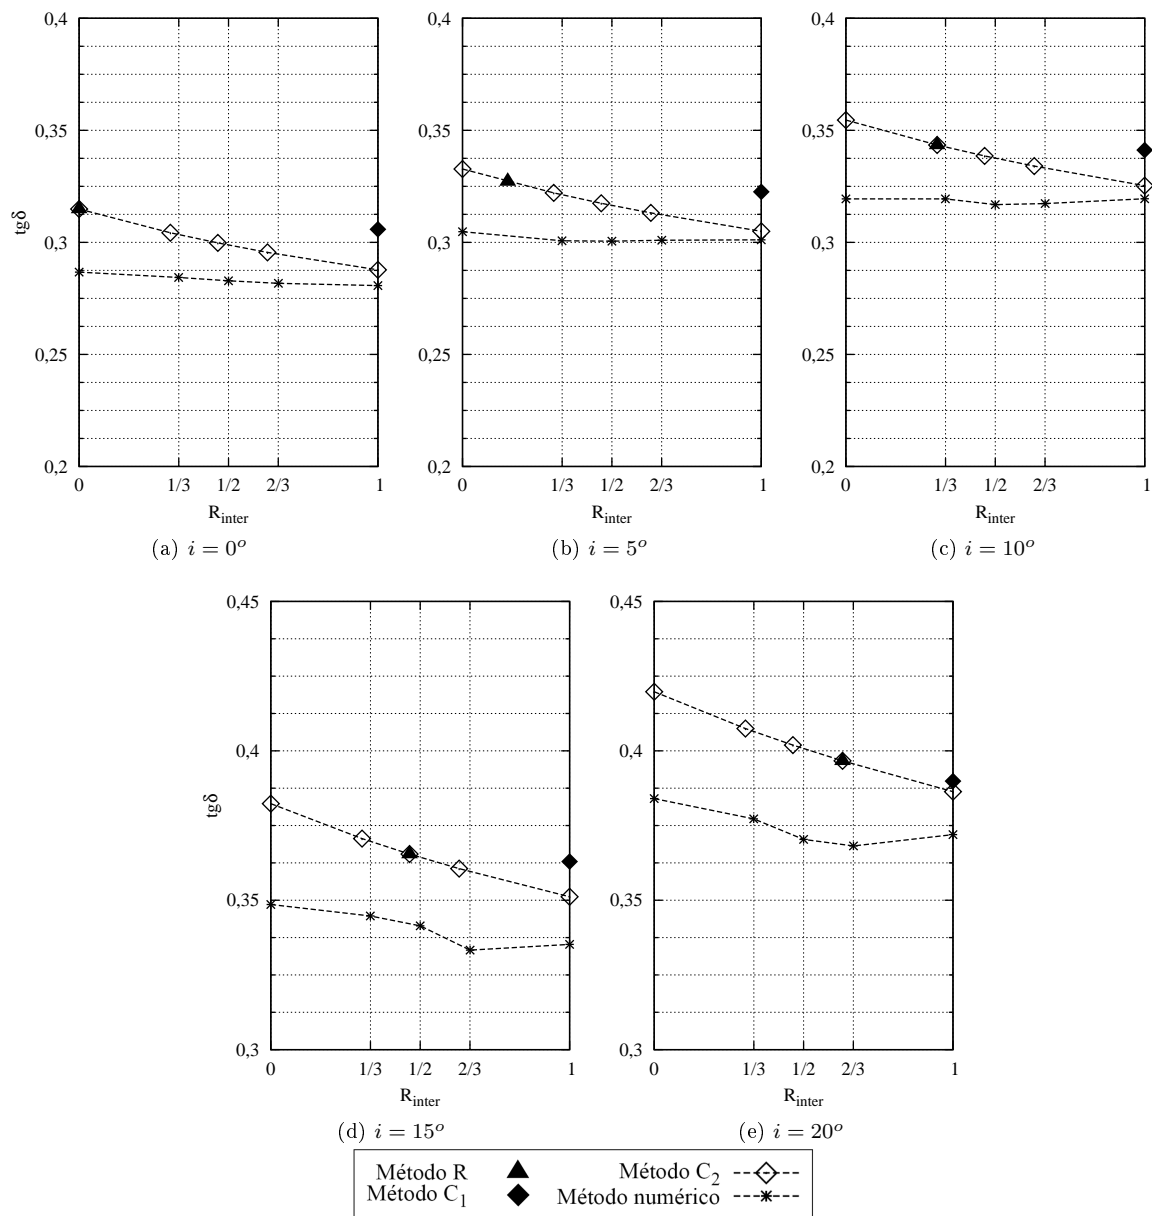 0,4
0,35
0,3
0,25
0,2
tgδ
0 1/3 1/2 2/3 1
R_inter
(a) i = 0^o
0,4
0,35
0,3
0,25
0,2
0 1/3 1/2 2/3 1
R_inter
(b) i = 5^o
0,4
0,35
0,3
0,25
0,2
0 1/3 1/2 2/3 1
R_inter
(c) i = 10^o
0,45
0,4
0,35
0,3
tgδ
0 1/3 1/2 2/3 1
R_inter
(d) i = 15^o
0,45
0,4
0,35
0,3
0 1/3 1/2 2/3 1
R_inter
(e) i = 20^o
Método R
Método C_1
Método C_2
Método numérico